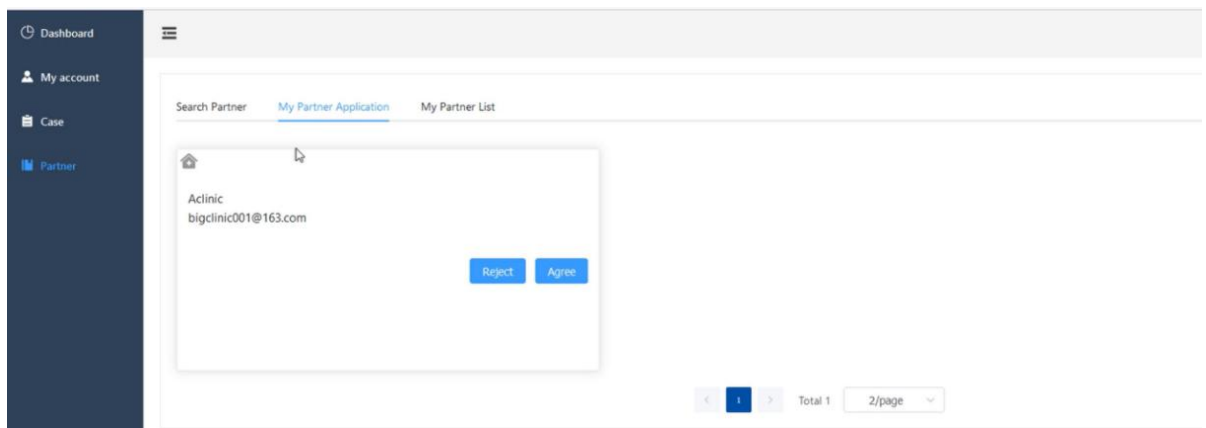 Dashboard
My account
Case
Partner
Search Partner My Partner Application My Partner List
Aclinic
bigclinic001@163.com
Reject Agree
< 1 > Total 1 2/page